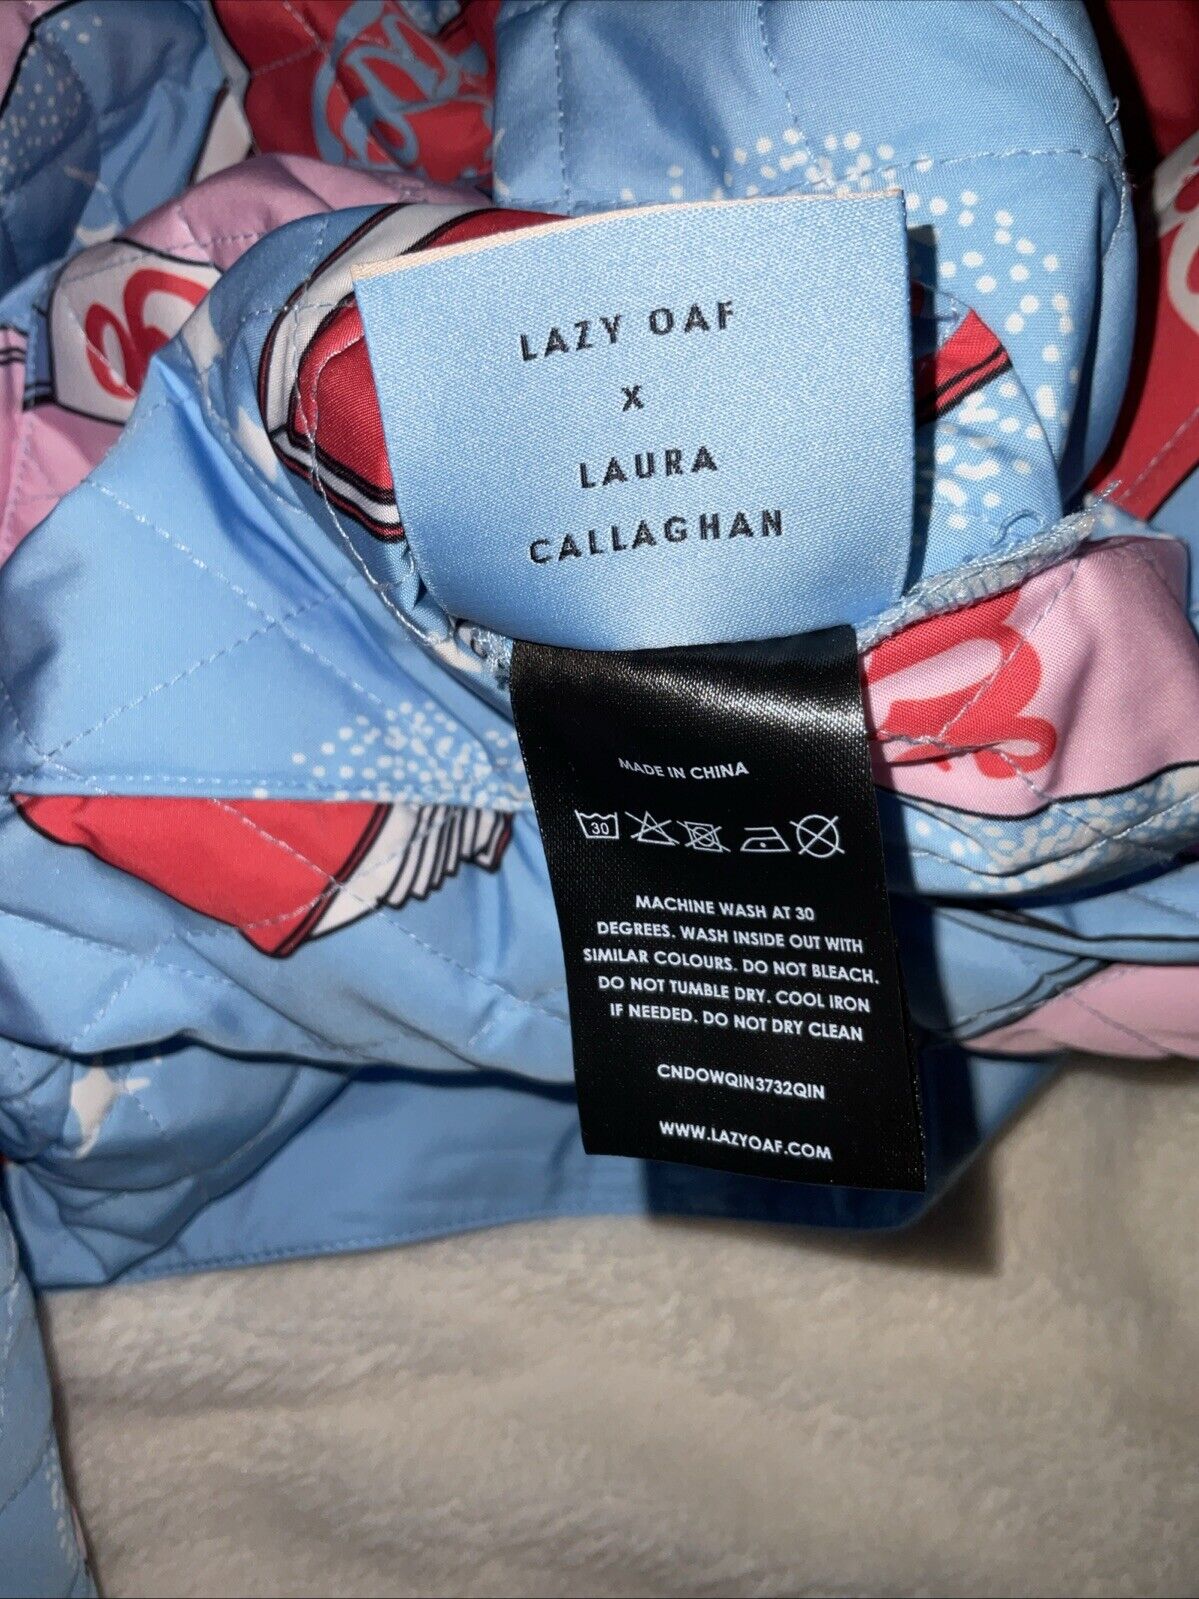 LAZY OAF
X
LAURA
CALLAGHAN
MADE IN CHINA
30
MACHINE WASH AT 30
DEGREES. WASH INSIDE OUT WITH
SIMILAR COLOURS. DO NOT BLEACH.
DO NOT TUMBLE DRY. COOL IRON
IF NEEDED. DO NOT DRY CLEAN
CNDOWQIN3732QIN
WWW.LAZYOAF.COM